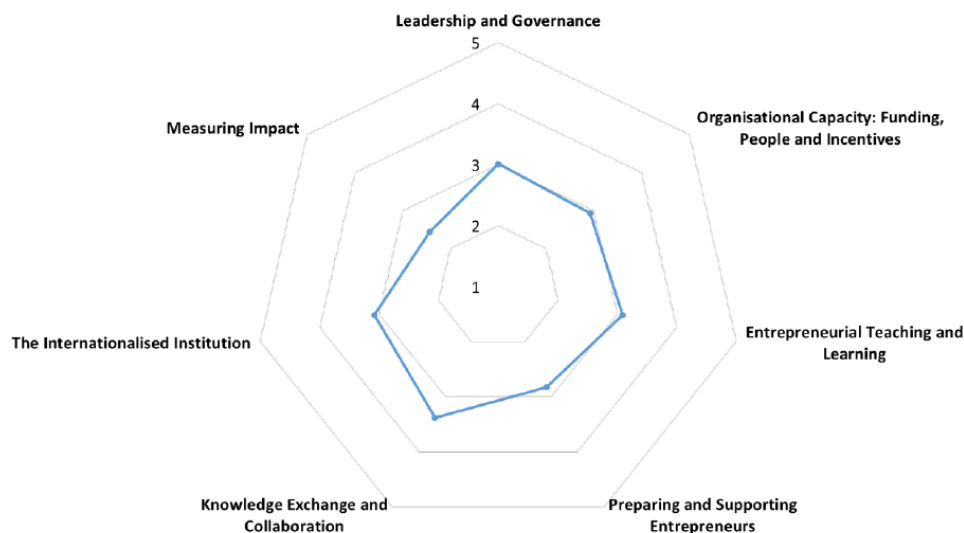 Leadership and Governance
5
4
3
2
1
Organisational Capacity: Funding,
People and Incentives
Entrepreneurial Teaching and
Learning
Preparing and Supporting
Entrepreneurs
Knowledge Exchange and
Collaboration
The Internationalised Institution
Measuring Impact